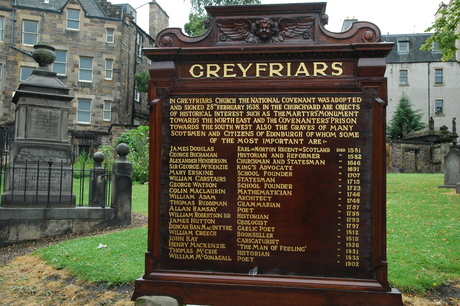 GREYFRIARS
IN GREYFRIARS CHURCH THE NATIONAL COVENANT WAS ADOPTED
AND SIGNED 28TH FEBRUARY 1638. IN THE CHURCHYARD ARE OBJECTS
OF HISTORICAL INTEREST SUCH AS THE MARTYRS' MONUMENT
TOWARDS THE NORTH EAST AND THE COVENANTERS' PRISON
TOWARDS THE SOUTH WEST ALSO THE GRAVES OF MANY
SCOTSMEN AND CITIZENS OF EDINBURGH OF WHOM SOME
OF THE MOST IMPORTANT ARE:-
JAMES DOUGLAS EARL OF MORTON REGENT OF SCOTLAND DIED 1581
GEORGE BUCHANAN HISTORIAN AND REFORMER 1582
ALEXANDER HENDERSON CHURCHMAN AND STATESMAN 1646
SIR GEORGE MCKENZIE KING'S ADVOCATE 1691
MARY ERSKINE SCHOOL FOUNDER 1707
WILLIAM CARSTAIRS STATESMAN 1715
GEORGE WATSON SCHOOL FOUNDER 1723
COLIN MACLAURIN MATHEMATICIAN 1746
WILLIAM ADAM ARCHITECT 1748
THOMAS RUDDIMAN GRAMMARIAN 1757
ALLAN RAMSAY POET 1758
WILLIAM ROBERTSON DD HISTORIAN 1793
JAMES HUTTON GEOLOGIST 1797
DUNCAN BAN MACINTYRE GAELIC POET 1812
WILLIAM CREECH BOOKSELLER 1815
JOHN KAY CARICATURIST 1826
HENRY MACKENZIE "THE MAN OF FEELING" 1831
THOMAS MCCRIE HISTORIAN 1835
WILLIAM MCGONAGALL POET 1902